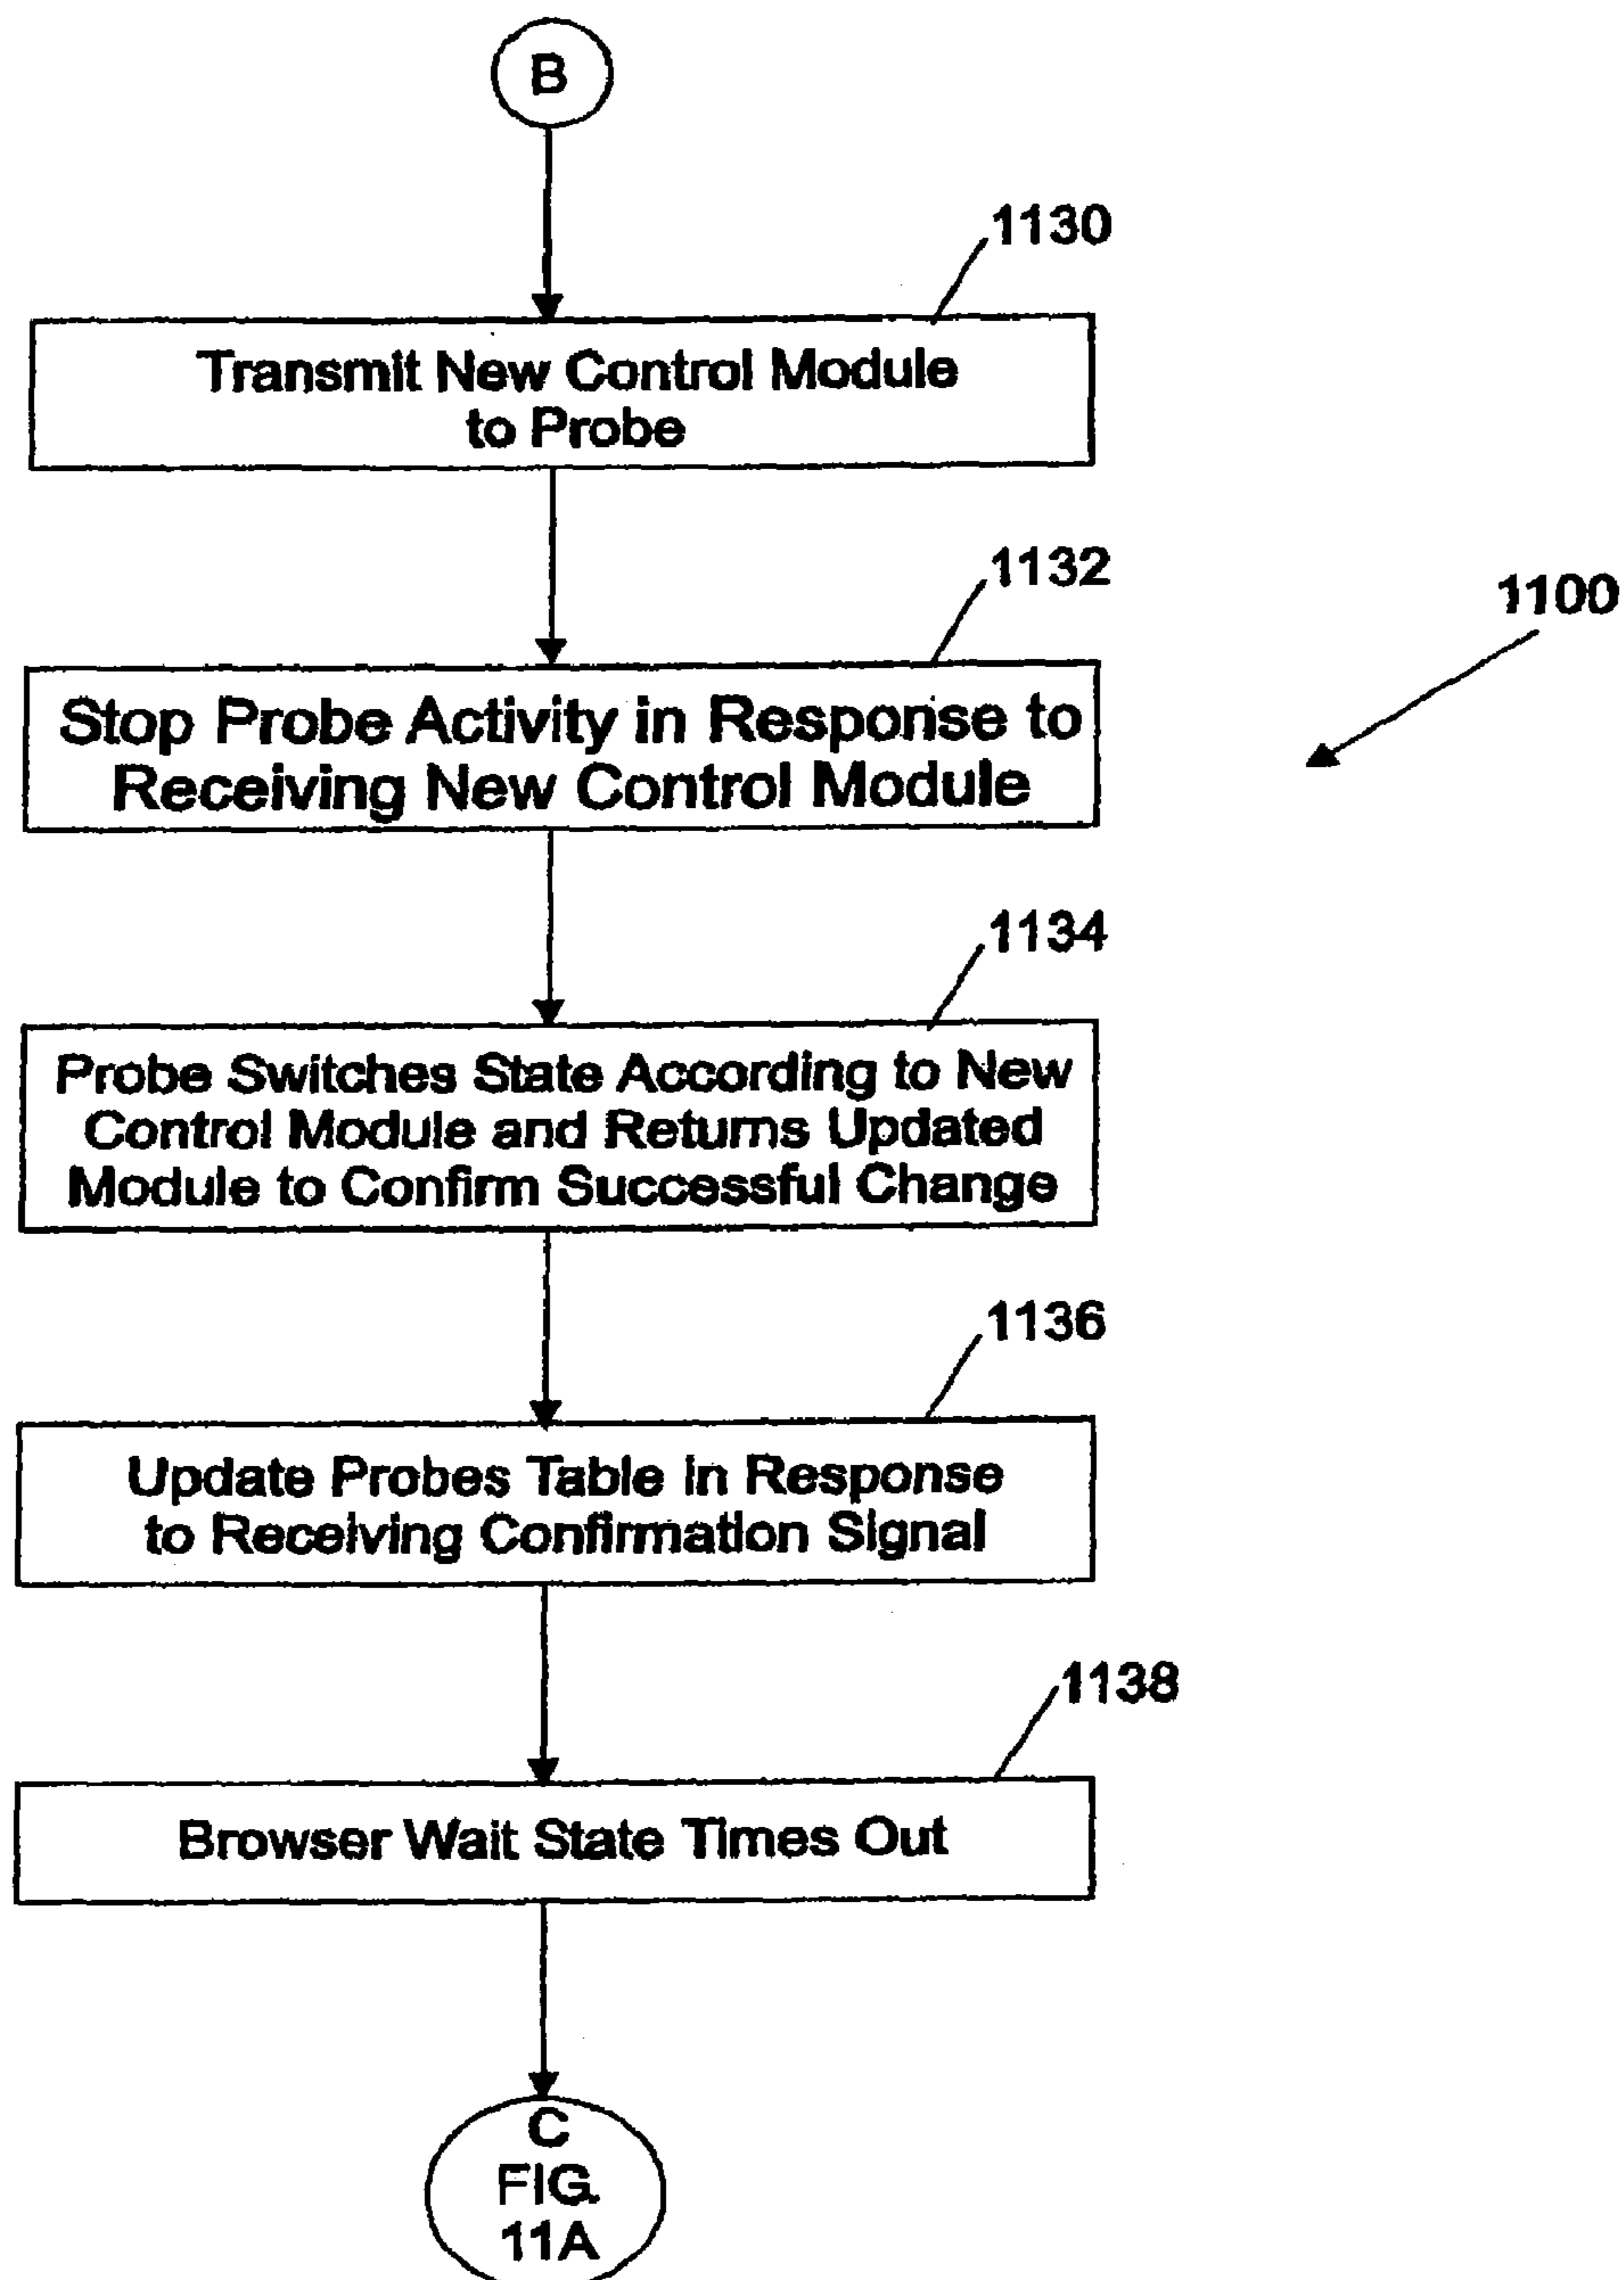 B
1130
Transmit New Control Module
to Probe
1132
1100
Stop Probe Activity in Response to
Receiving New Control Module
1134
Probe Switches State According to New
Control Module and Returns Updated
Module to Confirm Successful Change
1136
Update Probes Table in Response
to Receiving Confirmation Signal
1138
Browser Wait State Times Out
C
FIG.
11A